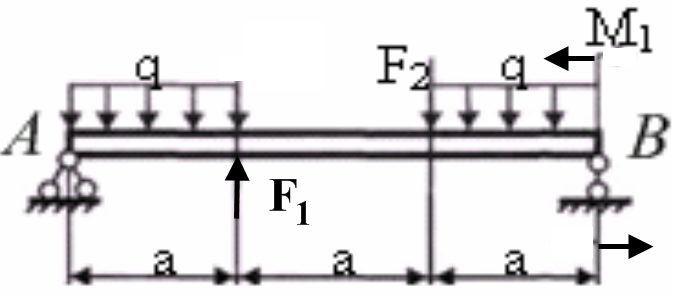 M₁
q F₂ q
A B
F₁
a a a